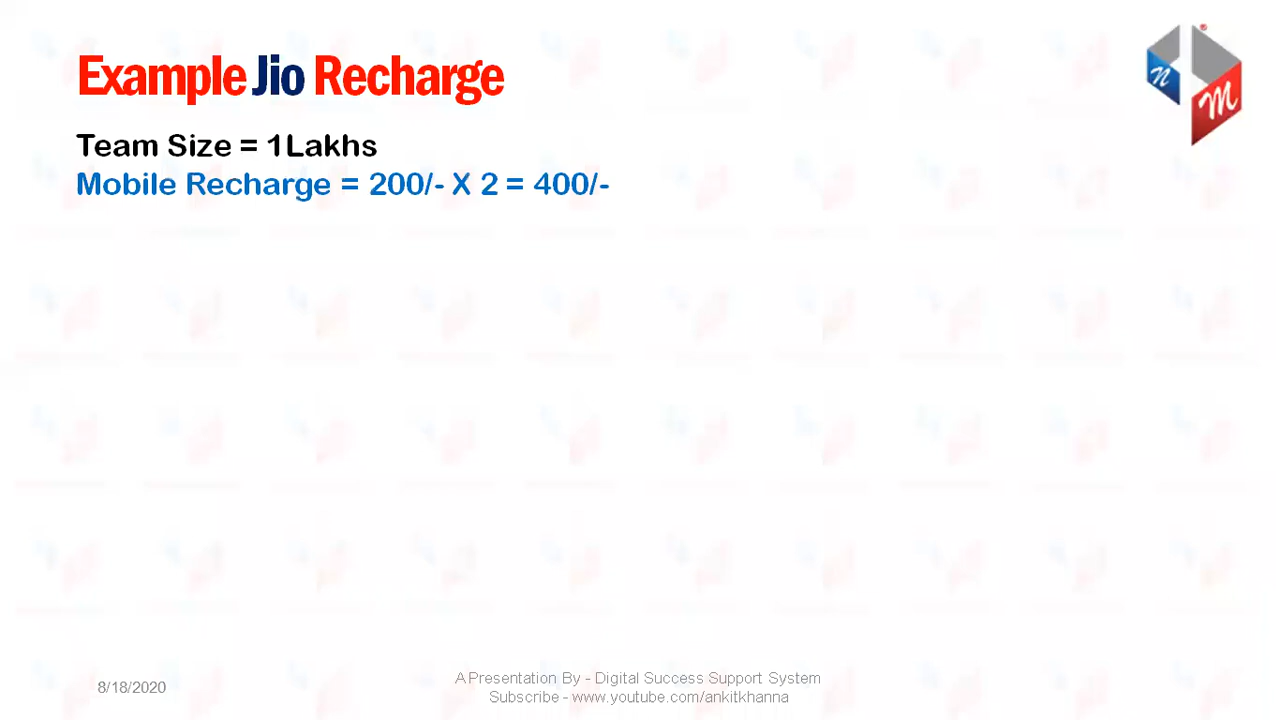 Example Jio Recharge
Team Size = 1Lakhs
Mobile Recharge = 200/- X 2 = 400/-
n
M
8/18/2020
A Presentation By - Digital Success Support System
Subscribe - www.youtube.com/ankitkhanna